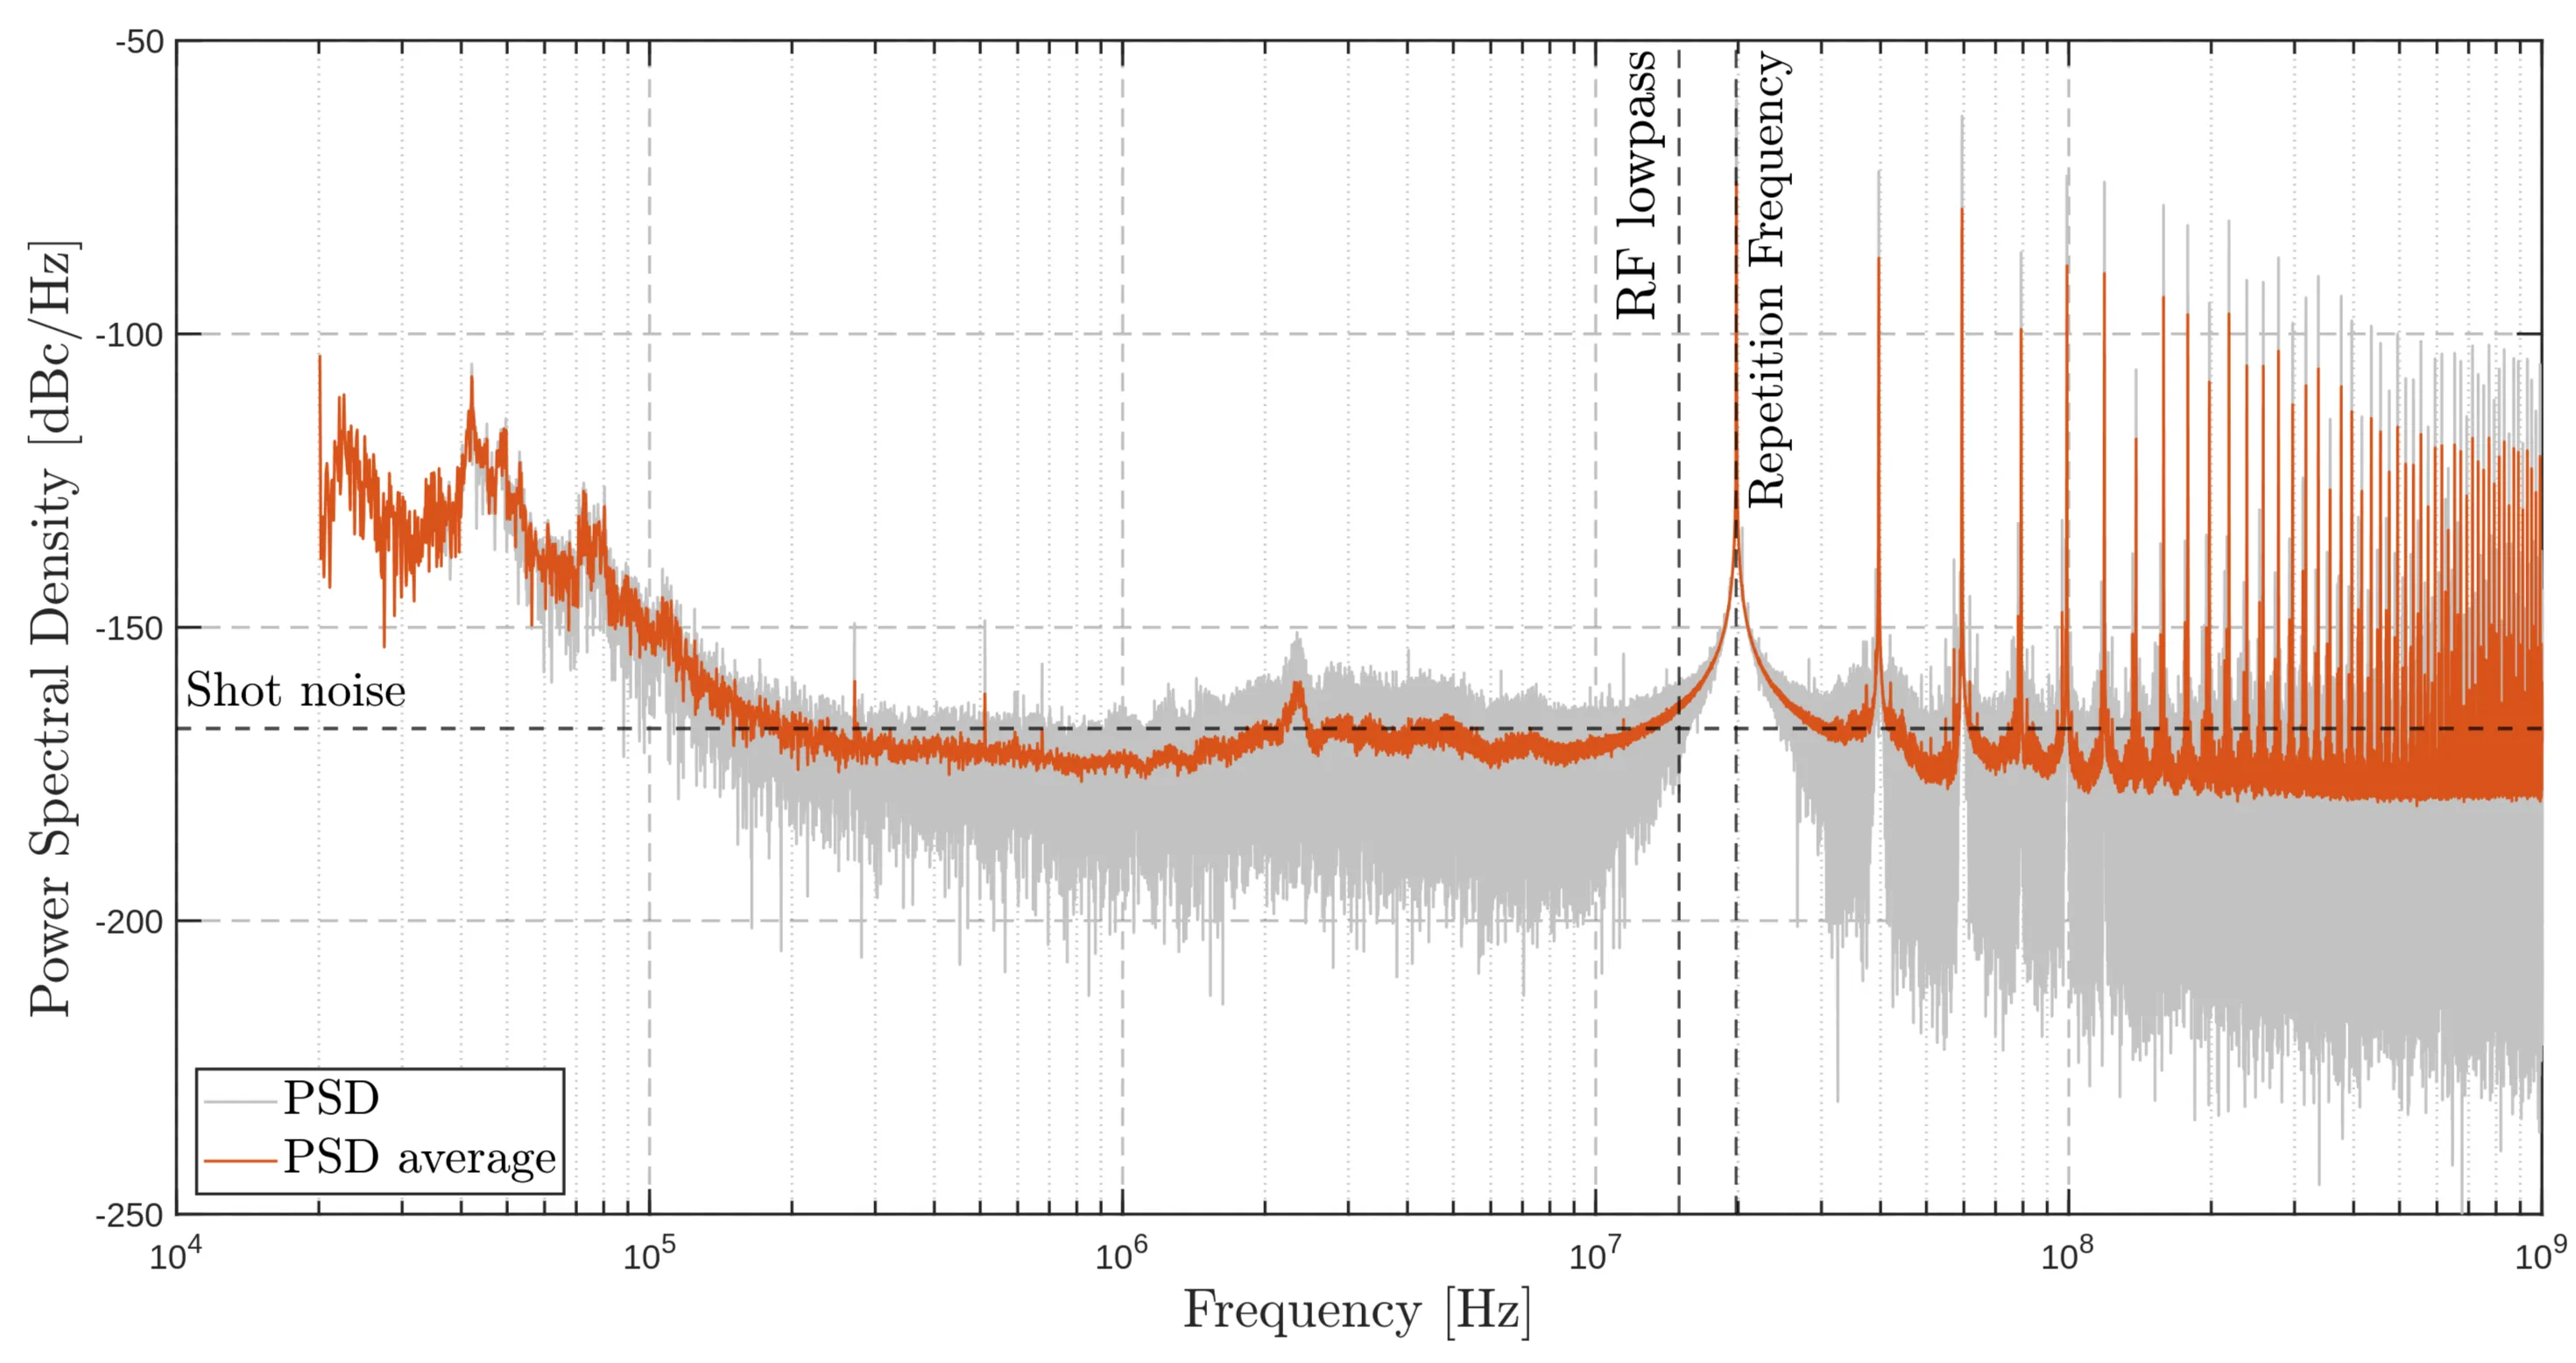 -50
-100
-150
-200
-250
Power Spectral Density [dBc/Hz]
RF lowpass
Repetition Frequency
Shot noise
PSD
PSD average
10^4 10^5 10^6 10^7 10^8 10^9
Frequency [Hz]